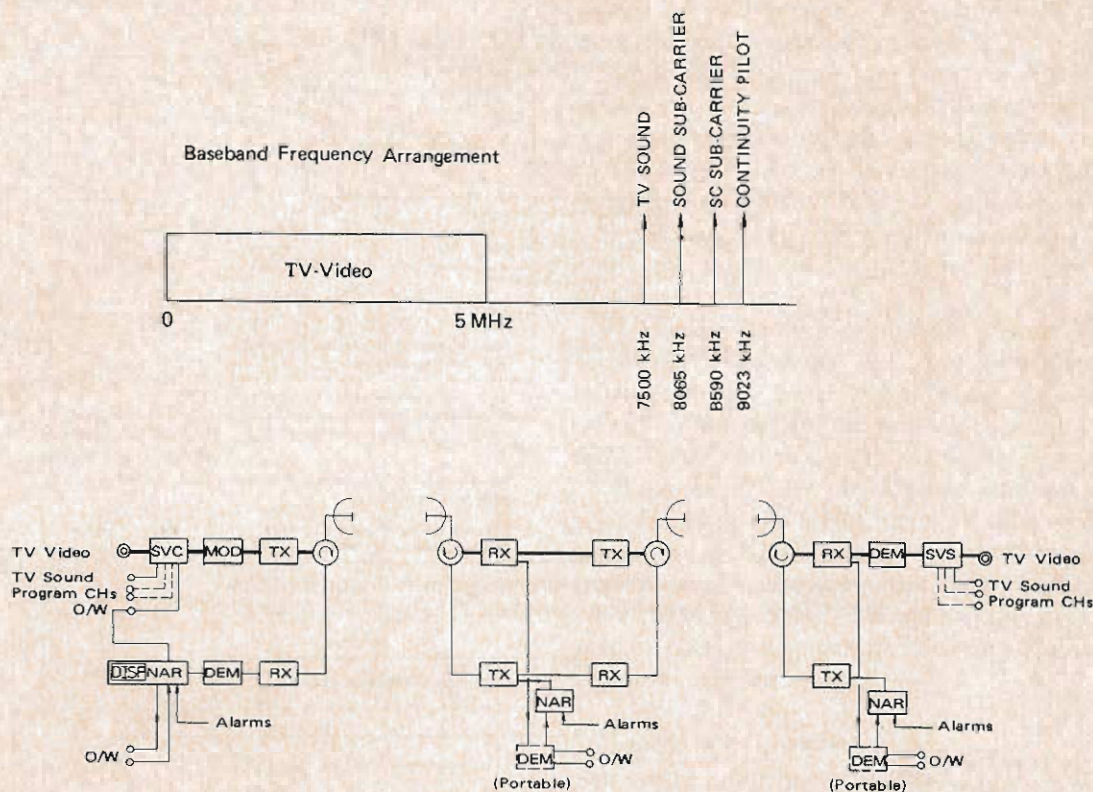 Baseband Frequency Arrangement
TV SOUND
SOUND SUB-CARRIER
SC SUB-CARRIER
CONTINUITY PILOT
TV-Video
0
5 MHz
7500 kHz
8065 kHz
8590 kHz
9023 kHz
TV Video
SVC
MOD
TX
TV Sound
Program CHs
O/W
DISP
NAR
DEM
RX
Alarms
O/W
RX
TX
TX
RX
NAR
Alarms
DEM
O/W
(Portable)
RX
DEM
SVS
TV Video
TV Sound
Program CHs
TX
NAR
Alarms
DEM
O/W
(Portable)